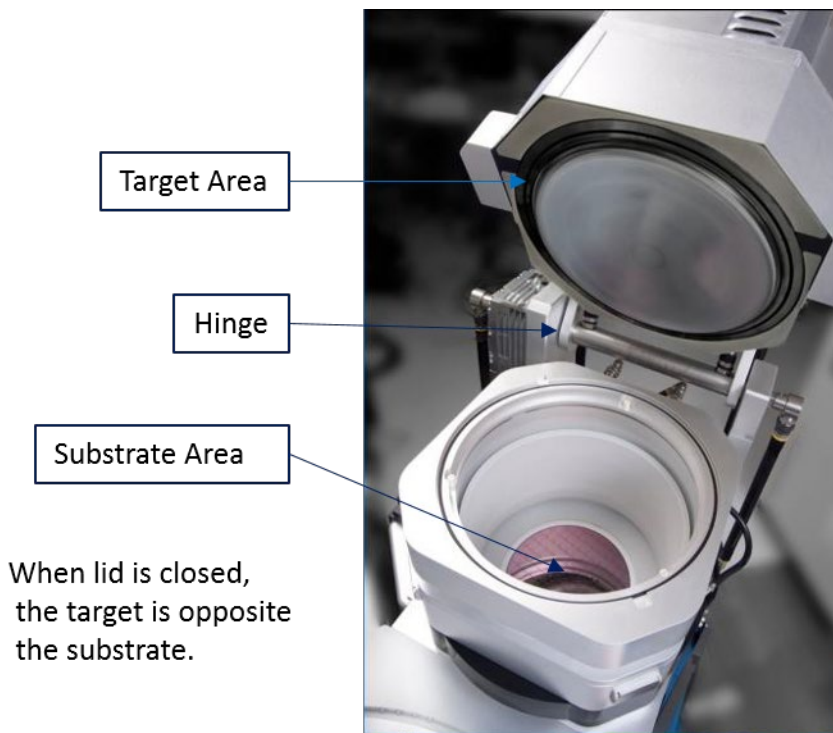 Target Area
Hinge
Substrate Area
When lid is closed,
the target is opposite
the substrate.